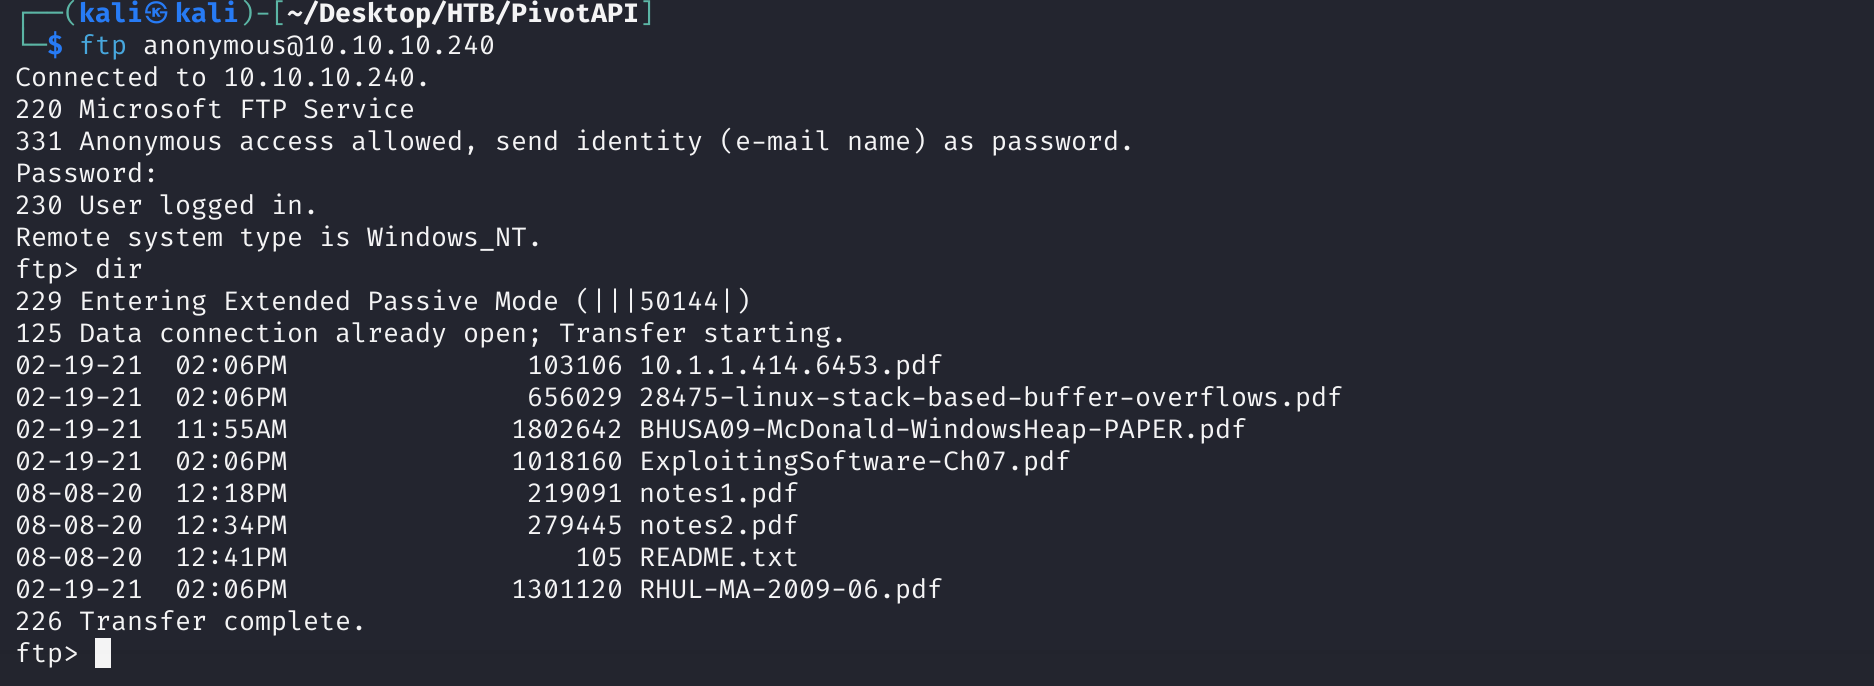 ┌──(kali㉿kali)-[~/Desktop/HTB/PivotAPI]
└─$ ftp anonymous@10.10.10.240
Connected to 10.10.10.240.
220 Microsoft FTP Service
331 Anonymous access allowed, send identity (e-mail name) as password.
Password:
230 User logged in.
Remote system type is Windows_NT.
ftp> dir
229 Entering Extended Passive Mode (|||50144|)
125 Data connection already open; Transfer starting.
02-19-21  02:06PM               103106 10.1.1.414.6453.pdf
02-19-21  02:06PM               656029 28475-linux-stack-based-buffer-overflows.pdf
02-19-21  11:55AM              1802642 BHUSA09-McDonald-WindowsHeap-PAPER.pdf
02-19-21  02:06PM              1018160 ExploitingSoftware-Ch07.pdf
08-08-20  12:18PM               219091 notes1.pdf
08-08-20  12:34PM               279445 notes2.pdf
08-08-20  12:41PM                  105 README.txt
02-19-21  02:06PM              1301120 RHUL-MA-2009-06.pdf
226 Transfer complete.
ftp>